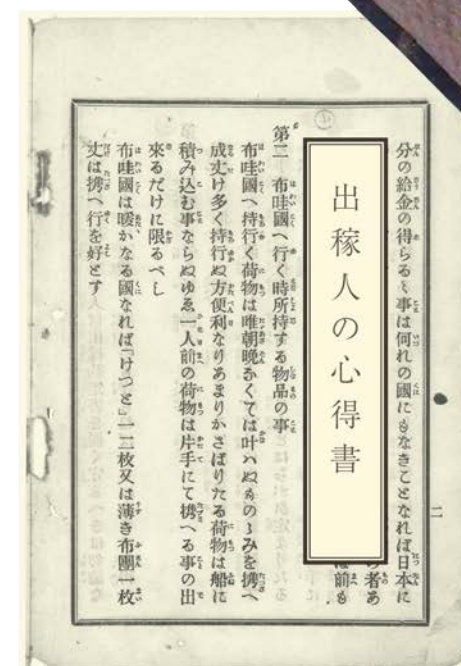 分の給金の得らるゝ事は何れの國にもなきことなれば日本に
の者あ
は前も
出稼人の心得書
第二 布哇國へ行く時所持する物品の事
布哇國へ持行く荷物は唯朝晩なくては叶ハぬものゝみを携へ
成丈け多く持行ぬ方便利なりあまりかさばりたる荷物は船に
積み込む事ならぬゆゑ一人前の荷物は片手にて携へる事の出
來るだけに限るべし
布哇國は暖かなる國なれば「けつと」一二枚又は薄き布團一枚
丈は携へ行を好とす
二